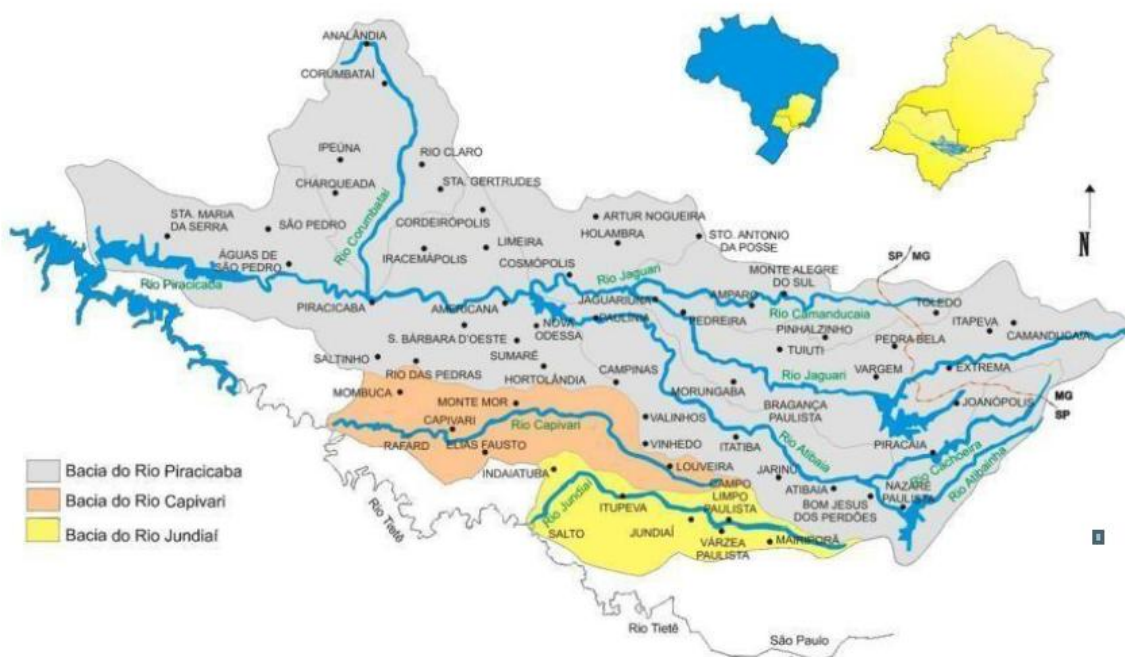 ANALÂNDIA
CORUMBATAÍ
IPEÚNA
RIO CLARO
CHARQUEADA
STA. GERTRUDES
Rio Corumbataí
STA. MARIA
DA SERRA
SÃO PEDRO
CORDEIRÓPOLIS
ARTUR NOGUEIRA
HOLAMBRA
STO. ANTONIO
DA POSSE
N
ÁGUAS DE
SÃO PEDRO
IRACEMÁPOLIS
LIMEIRA
COSMÓPOLIS
Rio Jaguari
MONTE ALEGRE
DO SUL
SP
MG
Rio Piracicaba
PIRACICABA
AMERICANA
JAGUARIUNA
AMPARO
Rio Camanducaia
TOLEDO
ITAPEVA
CAMANDUCAIA
PAULÍNIA
PEDREIRA
PINHALZINHO
PEDRA BELA
NOVA
ODESSA
S. BÁRBARA D'OESTE
SUMARÉ
TUIUTI
SALTINHO
RIO DAS PEDRAS
HORTOLÂNDIA
CAMPINAS
MORUNGABA
Rio Jaguari
VARGEM
EXTREMA
MOMBUCA
MONTE MOR
BRAGANÇA
PAULISTA
JOANÓPOLIS
MG
SP
CAPIVARI
Rio Capivari
VALINHOS
RAFARD
ELIAS FAUSTO
VINHEDO
ITATIBA
Rio Atibaia
PIRACAIA
Rio Cachoeira
Rio Atibainha
INDAIATUBA
LOUVEIRA
JARINU
ATIBAIA
NAZARÉ
PAULISTA
CAMPO
LIMPO
PAULISTA
BOM JESUS
DOS PERDÕES
Rio Jundiaí
ITUPEVA
SALTO
JUNDIAÍ
VÁRZEA
PAULISTA
MAIRIPORÃ
Bacia do Rio Piracicaba
Bacia do Rio Capivari
Bacia do Rio Jundiaí
Rio Tietê
Rio Tietê
São Paulo